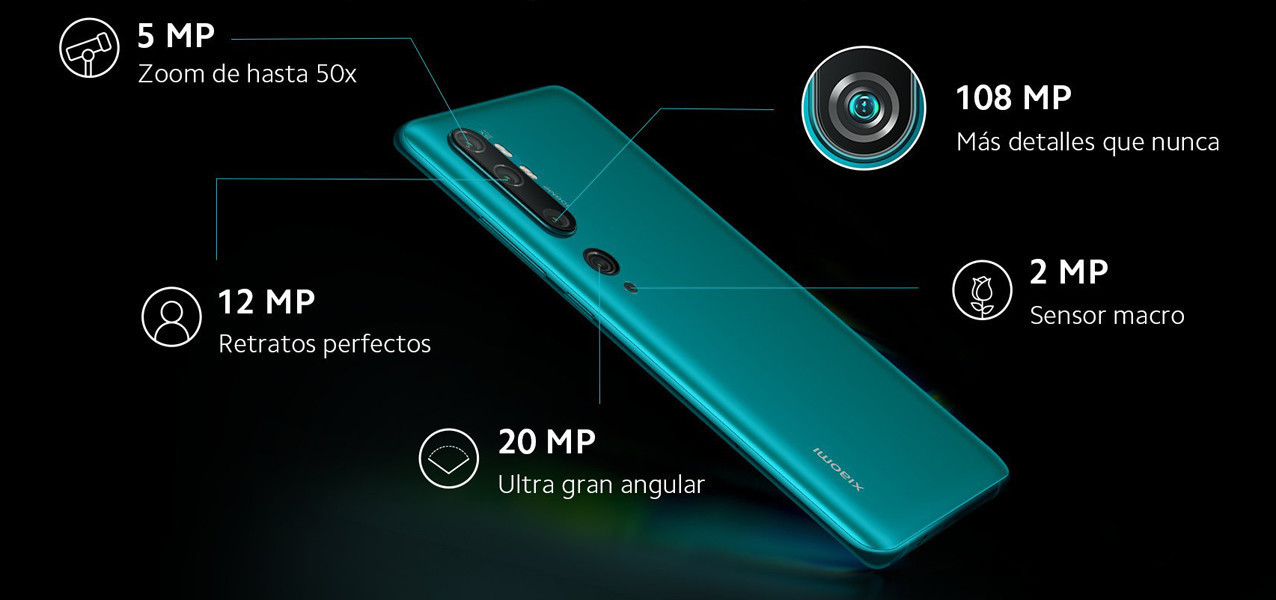 5 MP
Zoom de hasta 50x
108 MP
Más detalles que nunca
12 MP
Retratos perfectos
2 MP
Sensor macro
20 MP
Ultra gran angular
xiaomi